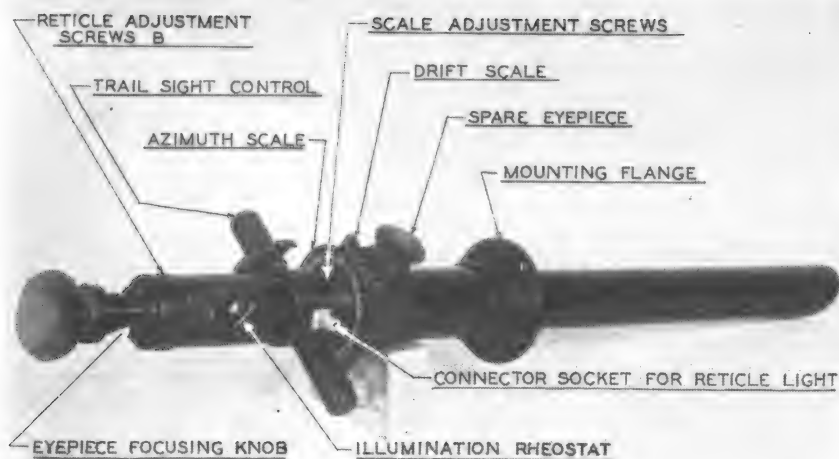 RETICLE ADJUSTMENT
SCREWS B
SCALE ADJUSTMENT SCREWS
TRAIL SIGHT CONTROL
DRIFT SCALE
AZIMUTH SCALE
SPARE EYEPIECE
MOUNTING FLANGE
CONNECTOR SOCKET FOR RETICLE LIGHT
EYEPIECE FOCUSING KNOB
ILLUMINATION RHEOSTAT